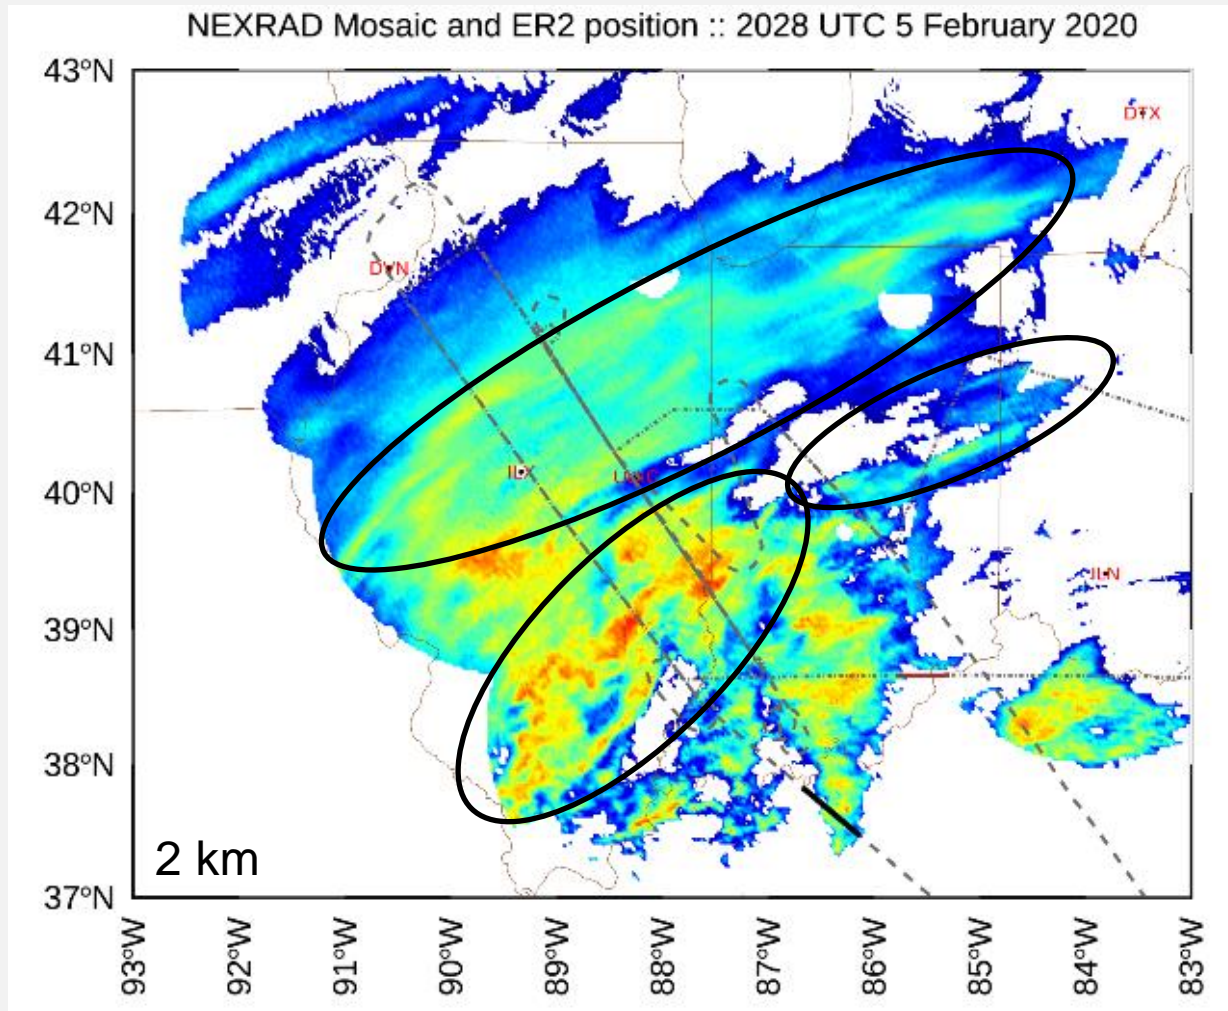 NEXRAD Mosaic and ER2 position :: 2028 UTC 5 February 2020
43°N
DTX
42°N
DVN
41°N
ILX
40°N
ILN
39°N
38°N
2 km
37°N
93°W 92°W 91°W 90°W 89°W 88°W 87°W 86°W 85°W 84°W 83°W